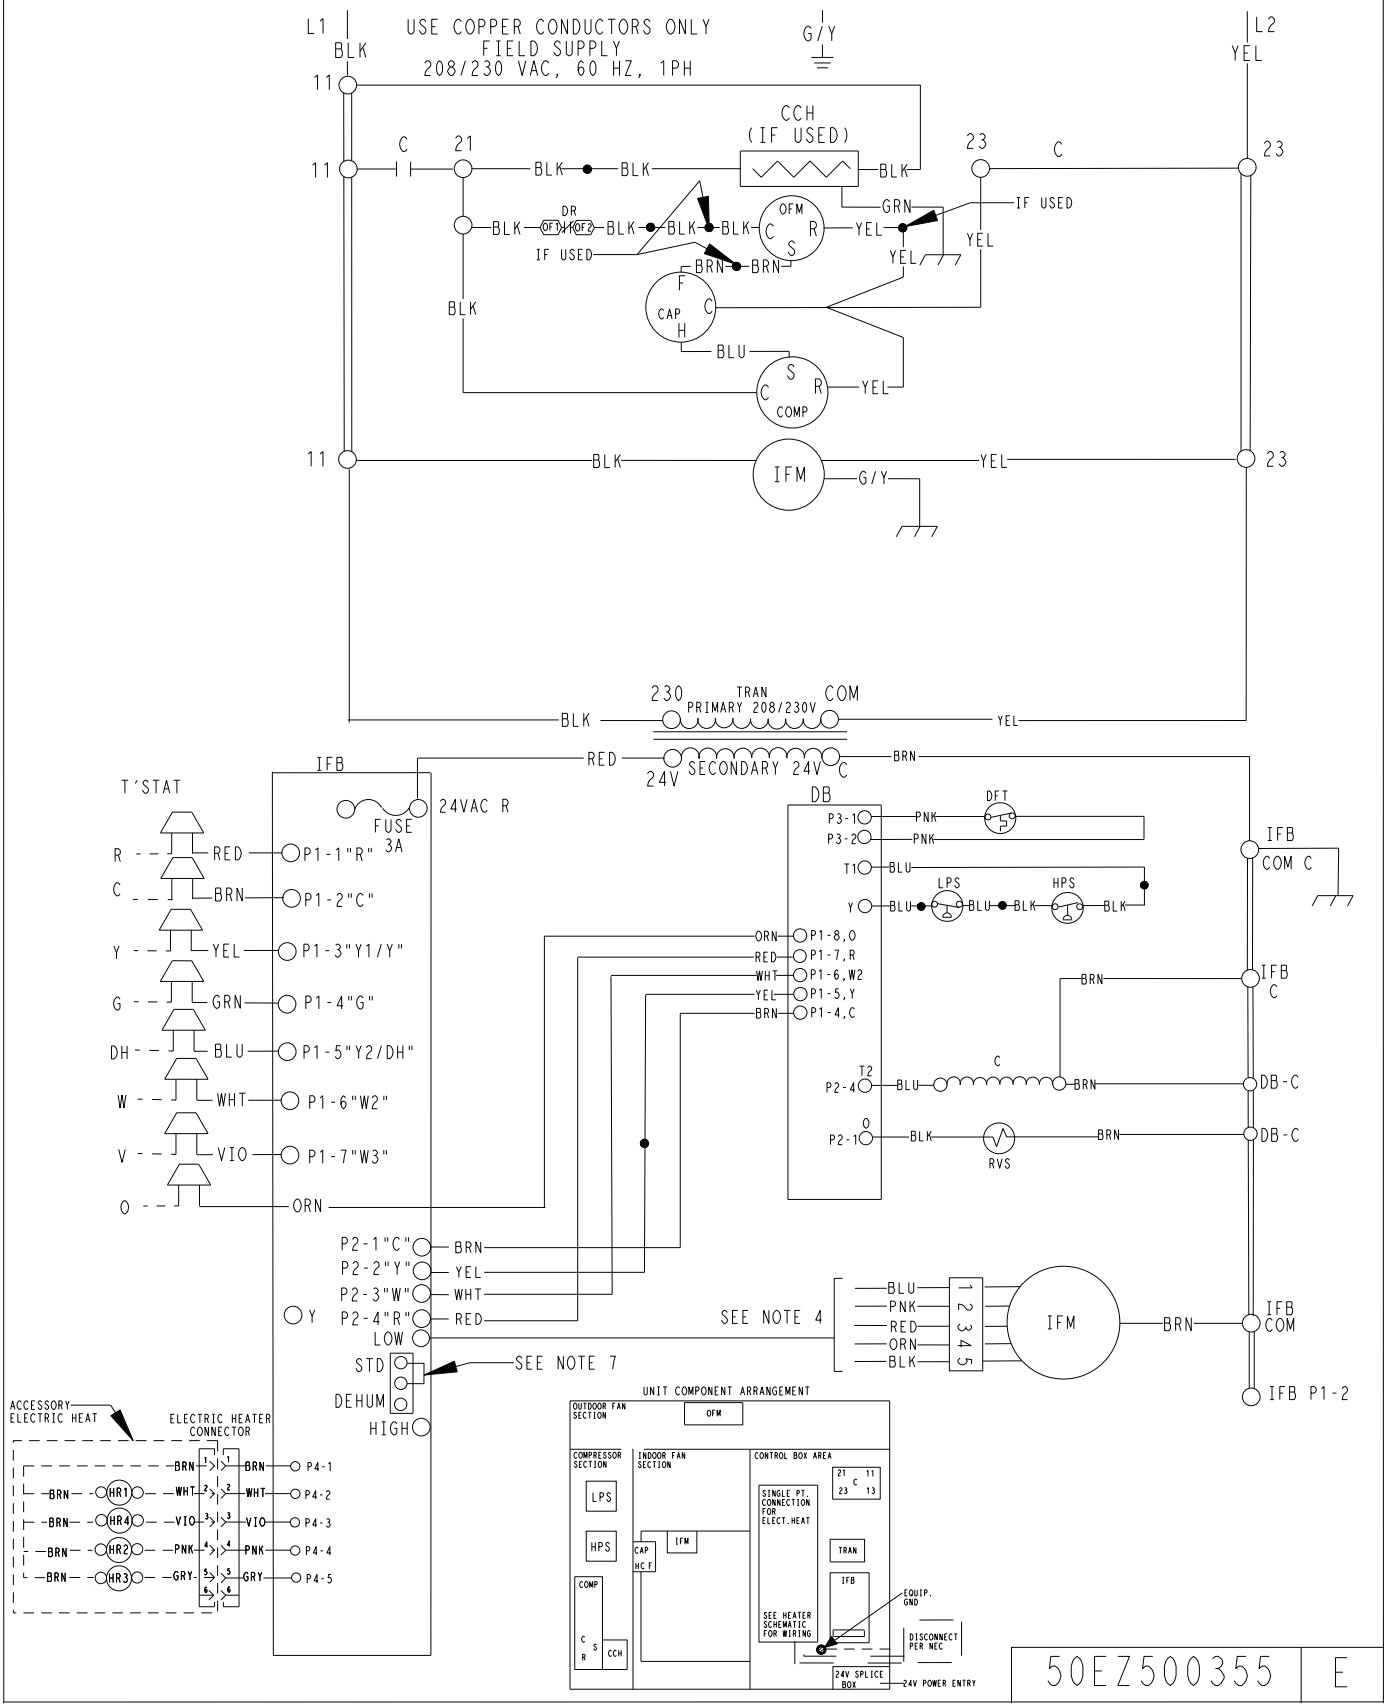 L1
BLK
USE COPPER CONDUCTORS ONLY
FIELD SUPPLY
208/230 VAC, 60 HZ, 1PH
G/Y
L2
YEL
11
CCH
(IF USED)
11
C
21
BLK
BLK
BLK
23
C
23
GRN
IF USED
BLK
DR
OF1
OF2
BLK
BLK
BLK
OFM
C
R
S
YEL
YEL
YEL
IF USED
BRN
BRN
BLK
F
CAP
C
H
BLU
S
C
R
COMP
YEL
11
BLK
IFM
YEL
23
G/Y
230
TRAN
COM
PRIMARY 208/230V
BLK
YEL
RED
24V
SECONDARY 24V
C
BRN
IFB
T'STAT
24VAC R
FUSE
3A
DB
P3-1
PNK
DFT
P3-2
PNK
T1
BLU
LPS
HPS
Y
BLU
BLU
BLK
BLK
IFB
COM C
R
RED
P1-1"R"
C
BRN
P1-2"C"
Y
YEL
P1-3"Y1/Y"
G
GRN
P1-4"G"
DH
BLU
P1-5"Y2/DH"
W
WHT
P1-6"W2"
V
VIO
P1-7"W3"
O
ORN
ORN
P1-8,O
RED
P1-7,R
WHT
P1-6,W2
YEL
P1-5,Y
BRN
P1-4,C
BRN
IFB
C
T2
P2-4
BLU
C
BRN
DB-C
O
P2-1
BLK
RVS
BRN
DB-C
P2-1"C"
BRN
P2-2"Y"
YEL
P2-3"W"
WHT
P2-4"R"
RED
Y
LOW
STD
SEE NOTE 7
DEHUM
HIGH
SEE NOTE 4
BLU
PNK
RED
ORN
BLK
1
2
3
4
5
IFM
BRN
IFB
COM
IFB P1-2
ACCESSORY
ELECTRIC HEAT
ELECTRIC HEATER
CONNECTOR
BRN
1
1
BRN
P4-1
BRN
HR1
WHT
2
2
WHT
P4-2
BRN
HR4
VIO
3
3
VIO
P4-3
BRN
HR2
PNK
4
4
PNK
P4-4
BRN
HR3
GRY
5
5
GRY
P4-5
6
6
UNIT COMPONENT ARRANGEMENT
OUTDOOR FAN
SECTION
OFM
COMPRESSOR
SECTION
INDOOR FAN
SECTION
CONTROL BOX AREA
LPS
HPS
COMP
C
S
R
CCH
IFM
CAP
HC F
SINGLE PT.
CONNECTION
FOR
ELECT.HEAT
SEE HEATER
SCHEMATIC
FOR WIRING
21
11
C
23
13
TRAN
IFB
EQUIP.
GND
DISCONNECT
PER NEC
24V SPLICE
BOX
24V POWER ENTRY
50EZ500355
E